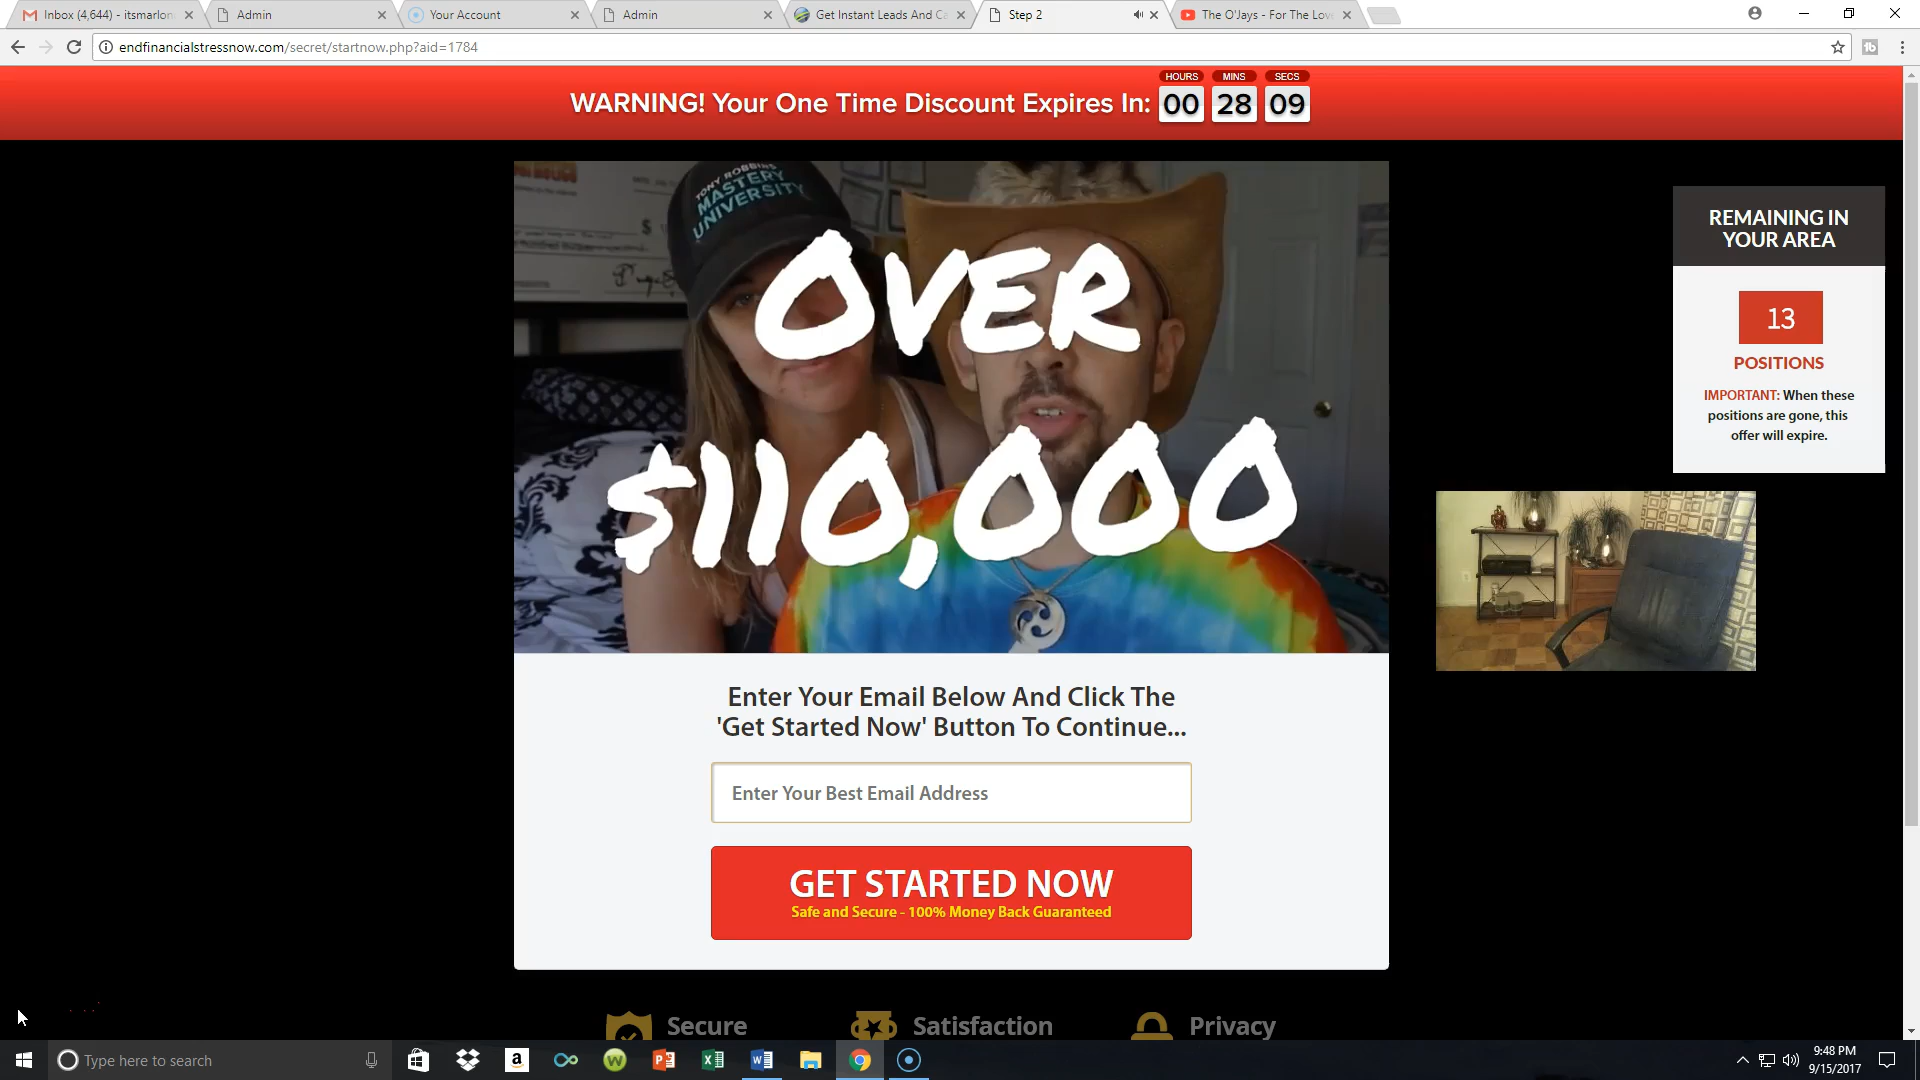 Inbox (4,644) - itsmarlon
Admin
Your Account
Admin
Get Instant Leads And Ca
Step 2
The O'Jays - For The Lov
endfinancialstressnow.com/secret/startnow.php?aid=1784
WARNING! Your One Time Discount Expires In:
HOURS MINS SECS
00 28 09
TONY ROBBINS
MASTERY
UNIVERSITY
OVER
$110,000
REMAINING IN
YOUR AREA
13
POSITIONS
IMPORTANT: When these
positions are gone, this
offer will expire.
Enter Your Email Below And Click The
'Get Started Now' Button To Continue...
Enter Your Best Email Address
GET STARTED NOW
Safe and Secure - 100% Money Back Guaranteed
Secure
Satisfaction
Privacy
Type here to search
9:48 PM
9/15/2017